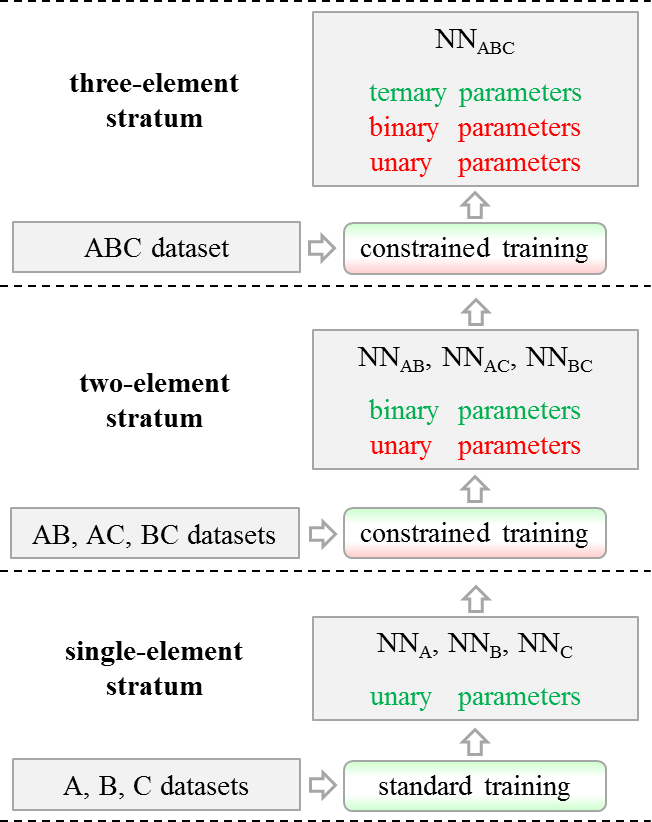 three-element
stratum
NNABC
ternary parameters
binary parameters
unary parameters
ABC dataset
constrained training
two-element
stratum
NNAB, NNAC, NNBC
binary parameters
unary parameters
AB, AC, BC datasets
constrained training
single-element
stratum
NNA, NNB, NNC
unary parameters
A, B, C datasets
standard training